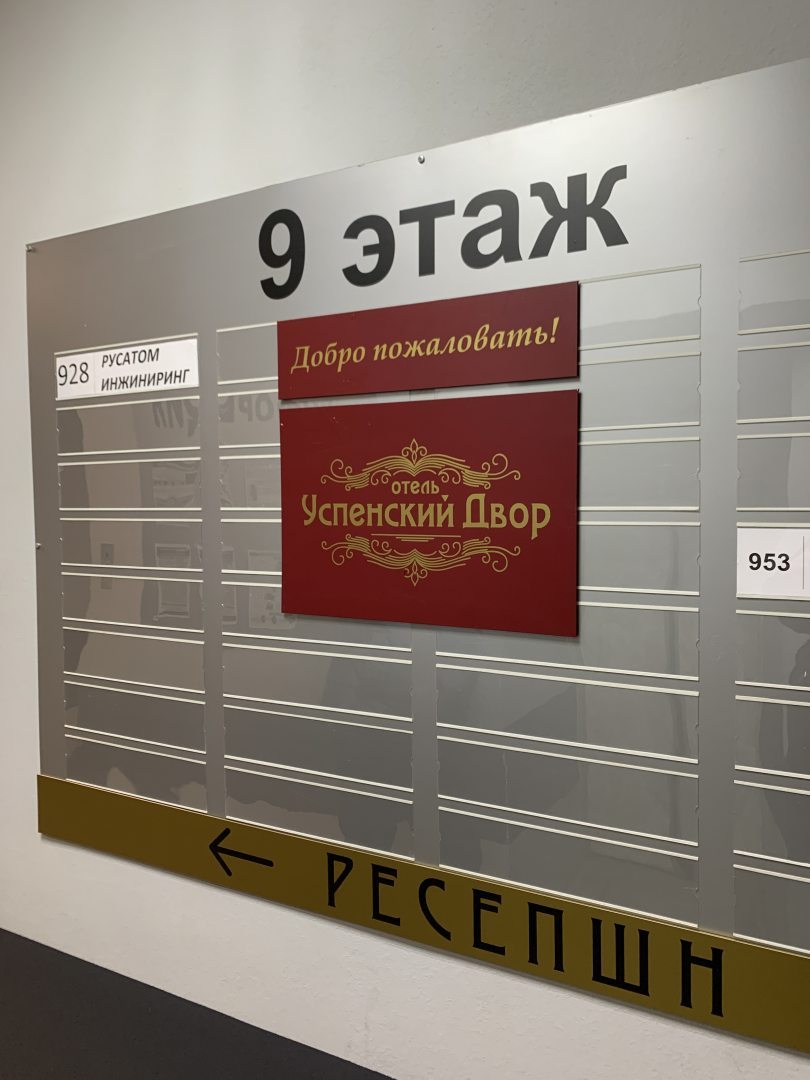 9 этаж
928 РУСАТОМ
ИНЖИНИРИНГ
Добро пожаловать!
отель
Успенский Двор
953
← РЕСЕПШН